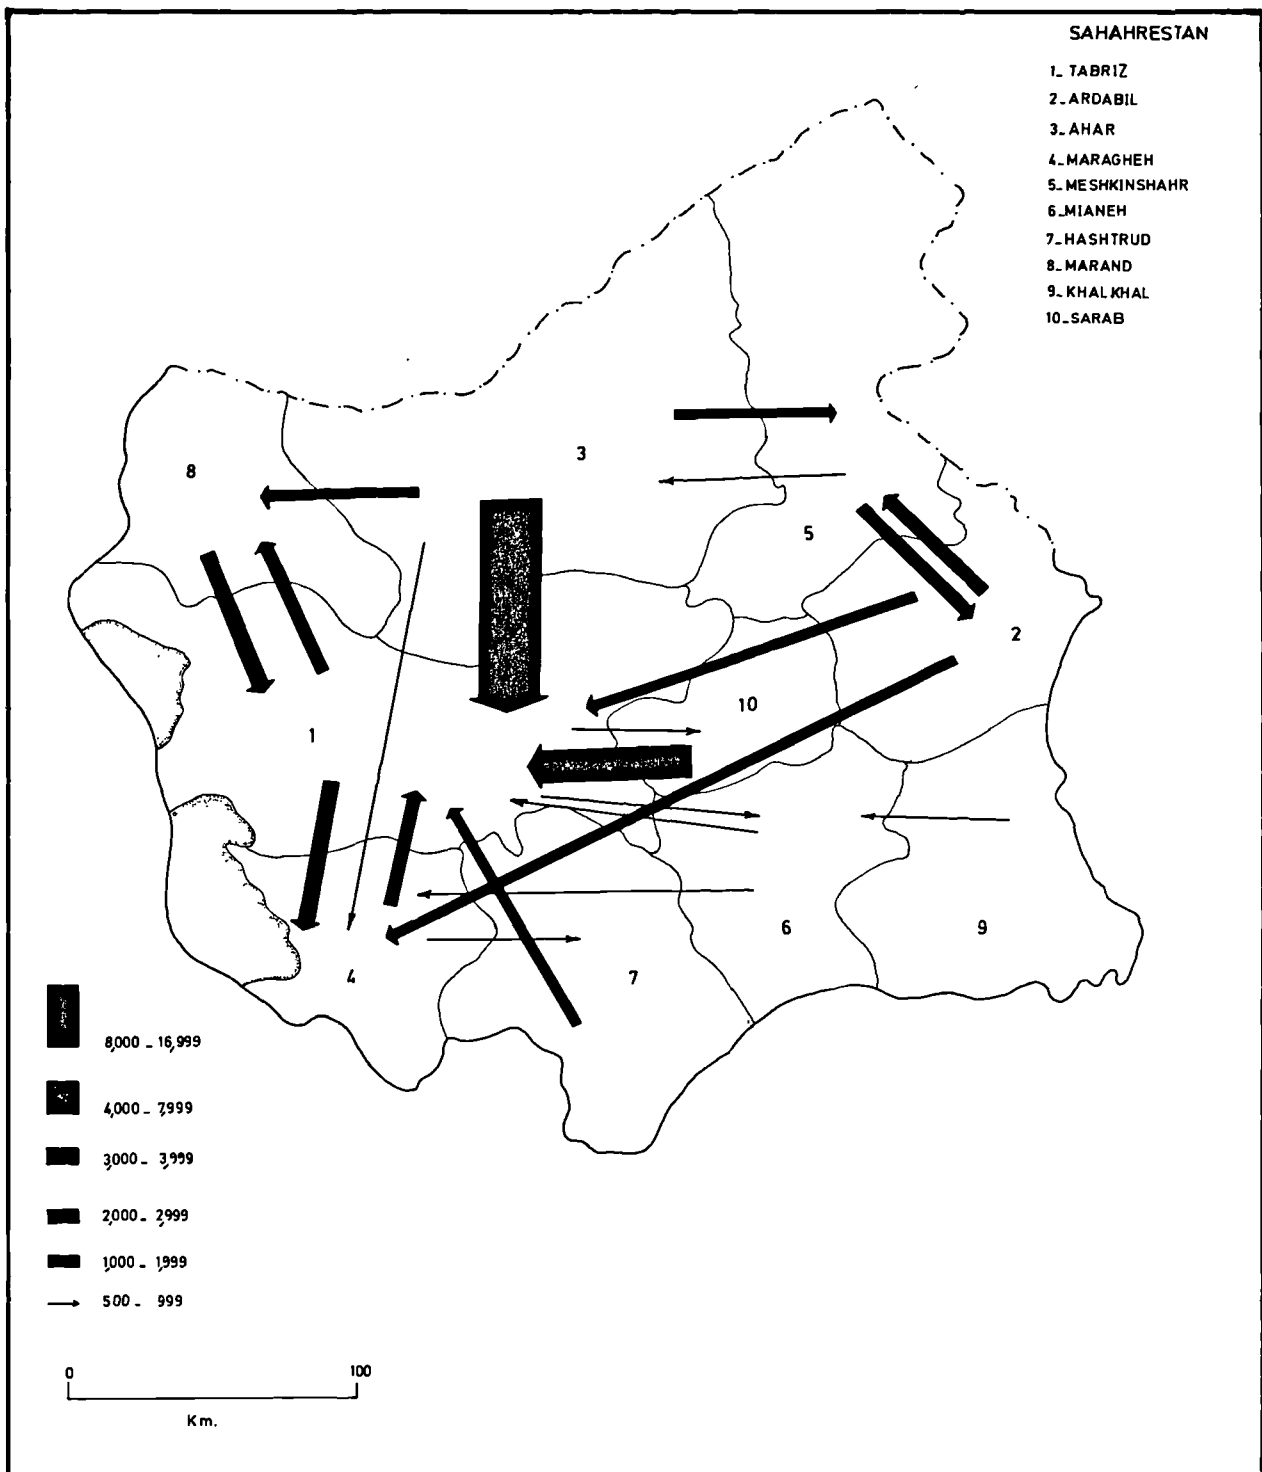 SAHAHRESTAN
1_ TABRIZ
2_ARDABIL
3_AHAR
4_MARAGHEH
5_MESHKINSHAHR
6_MIANEH
7_HASHTRUD
8_MARAND
9_KHALKHAL
10_SARAB
3
8
5
2
10
1
6
9
4
7
8,000 _ 16,999
4,000 _ 7,999
3,000 _ 3,999
2,000 _ 2,999
1,000 _ 1,999
500 _ 999
0 100
Km.